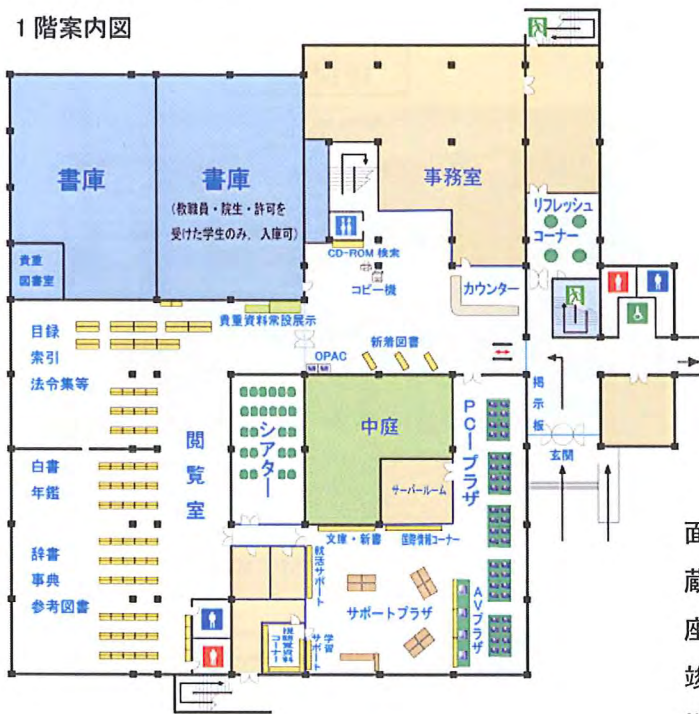 1階案内図
書庫
書庫
(教職員・院生・許可を
受けた学生のみ、入庫可)
事務室
リフレッシュ
コーナー
貴重
図書室
CD-ROM 検索
コピー機
カウンター
貴重資料常設展示
目録
索引
法令集等
新着図書
OPAC
掲示板
玄関
閲覧室
シアター
中庭
PCープラザ
サーバールーム
白書
年鑑
文庫・新書
国際情報コーナー
辞書
事典
参考図書
就活サポート
サポートプラザ
AVプラザ
学習サポート
面
蔵
座
竣